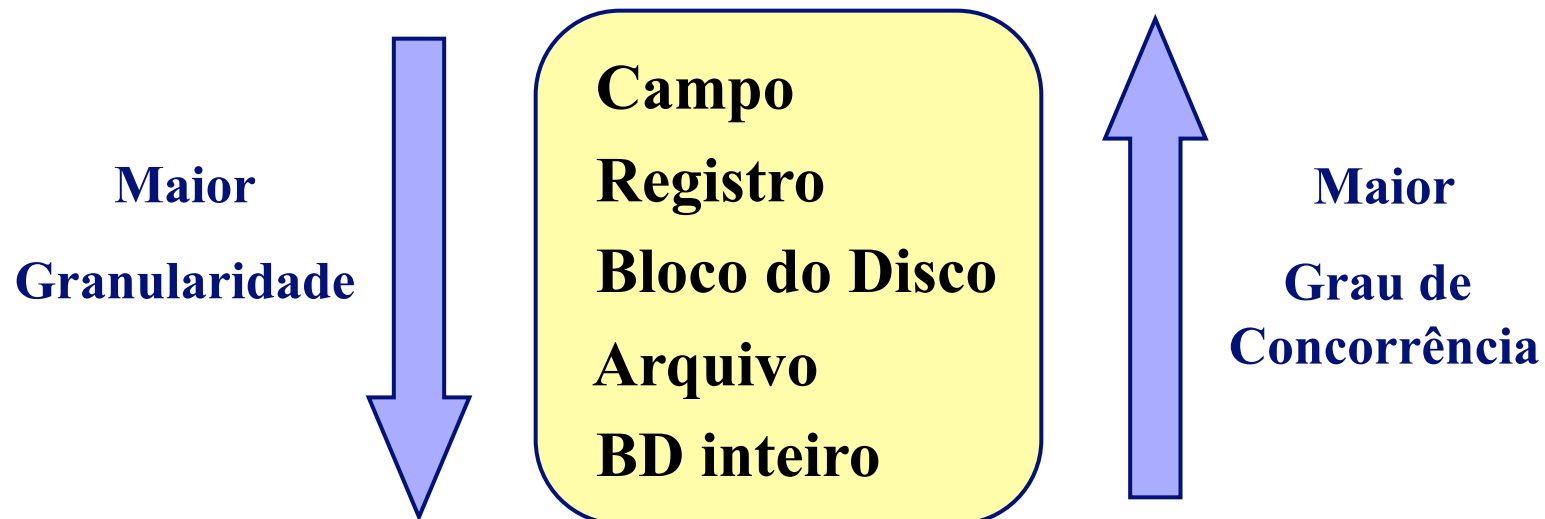 Maior
Granularidade
Campo
Registro
Bloco do Disco
Arquivo
BD inteiro
Maior
Grau de
Concorrência